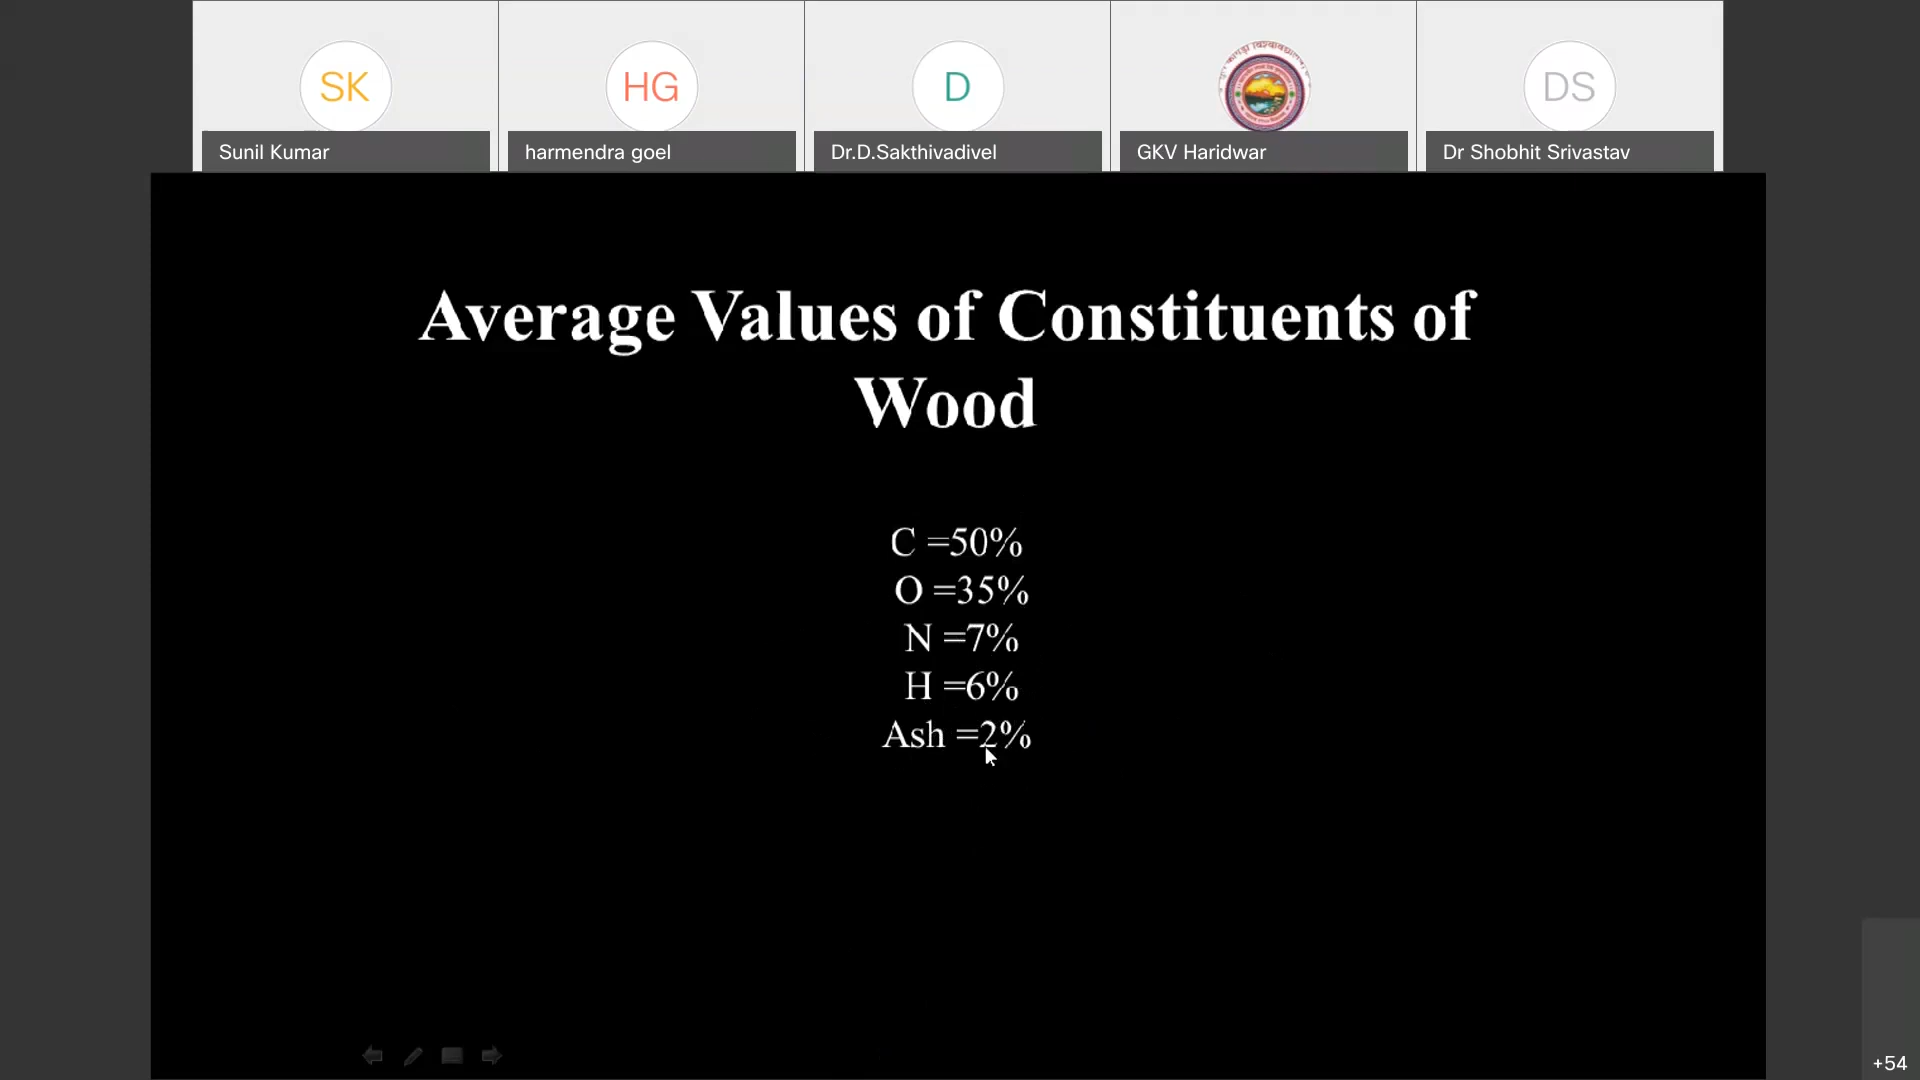 SK
HG
D
DS
Sunil Kumar
harmendra goel
Dr.D.Sakthivadivel
GKV Haridwar
Dr Shobhit Srivastav
Average Values of Constituents of
Wood
C =50%
O =35%
N =7%
H =6%
Ash =2%
+54